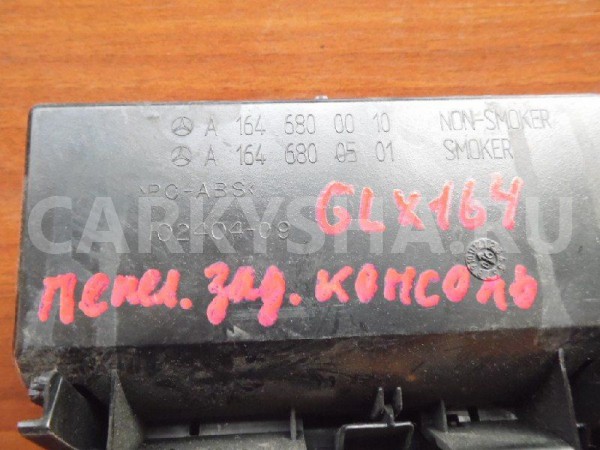 A 164 680 00 10 NON-SMOKER
A 164 680 05 01 SMOKER
>PC-ABS<
102404-09
GLX164
пепел. зад. консоль
CARKYSHA.RU